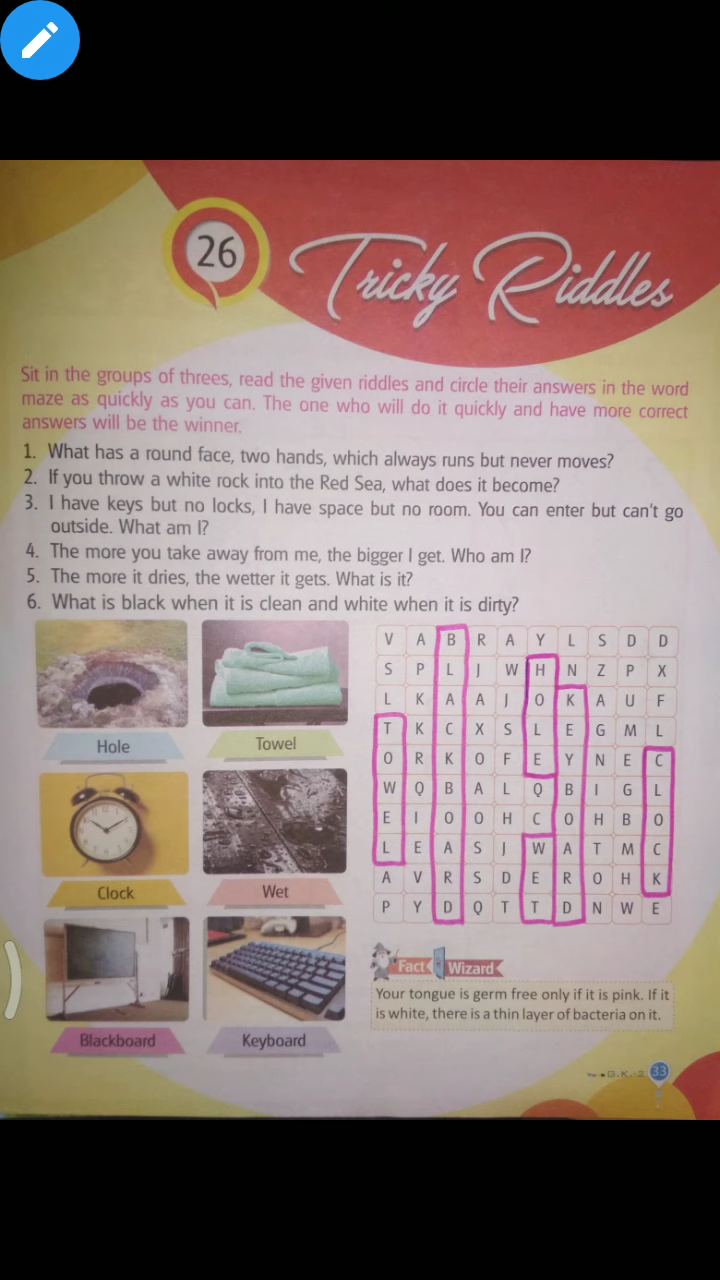 26
Tricky Riddles
Sit in the groups of threes, read the given riddles and circle their answers in the word
maze as quickly as you can. The one who will do it quickly and have more correct
answers will be the winner.
1. What has a round face, two hands, which always runs but never moves?
2. If you throw a white rock into the Red Sea, what does it become?
3. I have keys but no locks, I have space but no room. You can enter but can't go
outside. What am I?
4. The more you take away from me, the bigger I get. Who am I?
5. The more it dries, the wetter it gets. What is it?
6. What is black when it is clean and white when it is dirty?
Hole
Towel
Clock
Wet
Blackboard
Keyboard
V A B R A Y L S D D
S P L J W H N Z P X
L K A A J O K A U F
T K C X S L E G M L
O R K O F E Y N E C
W Q B A L Q B I G L
E I O O H C O H B O
L E A S J W A T M C
A V R S D E R O H K
P Y D Q T T D N W E
Fact Wizard
Your tongue is germ free only if it is pink. If it
is white, there is a thin layer of bacteria on it.
G.K.-2 33